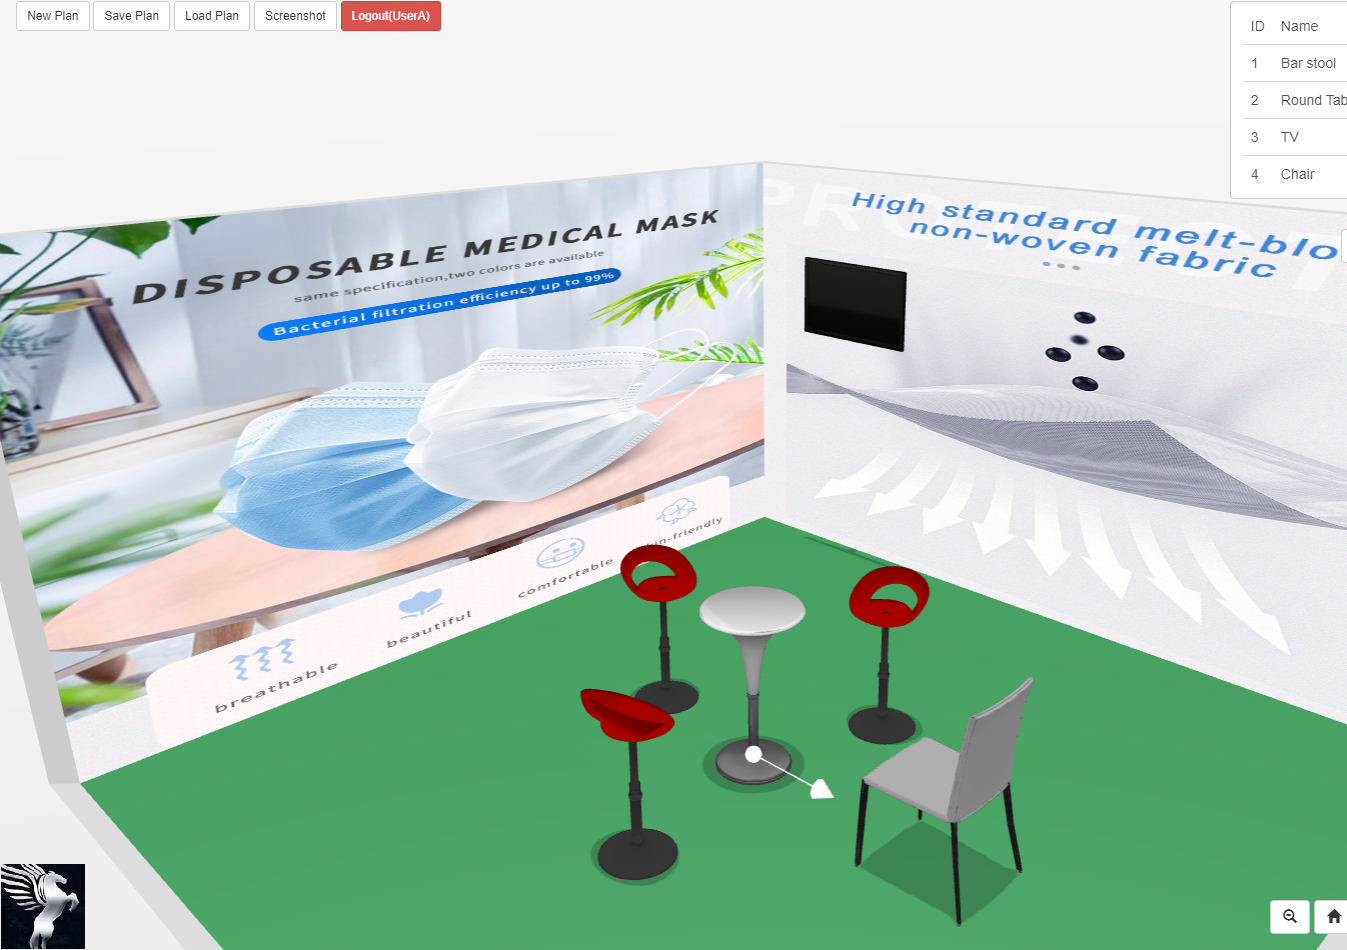 New Plan
Save Plan
Load Plan
Screenshot
Logout(UserA)
ID Name
1 Bar stool
2 Round Tab
3 TV
4 Chair
DISPOSABLE MEDICAL MASK
same specification,two colors are available
Bacterial filtration efficiency up to 99%
breathable
beautiful
comfortable
in-friendly
High standard melt-blo
non-woven fabric